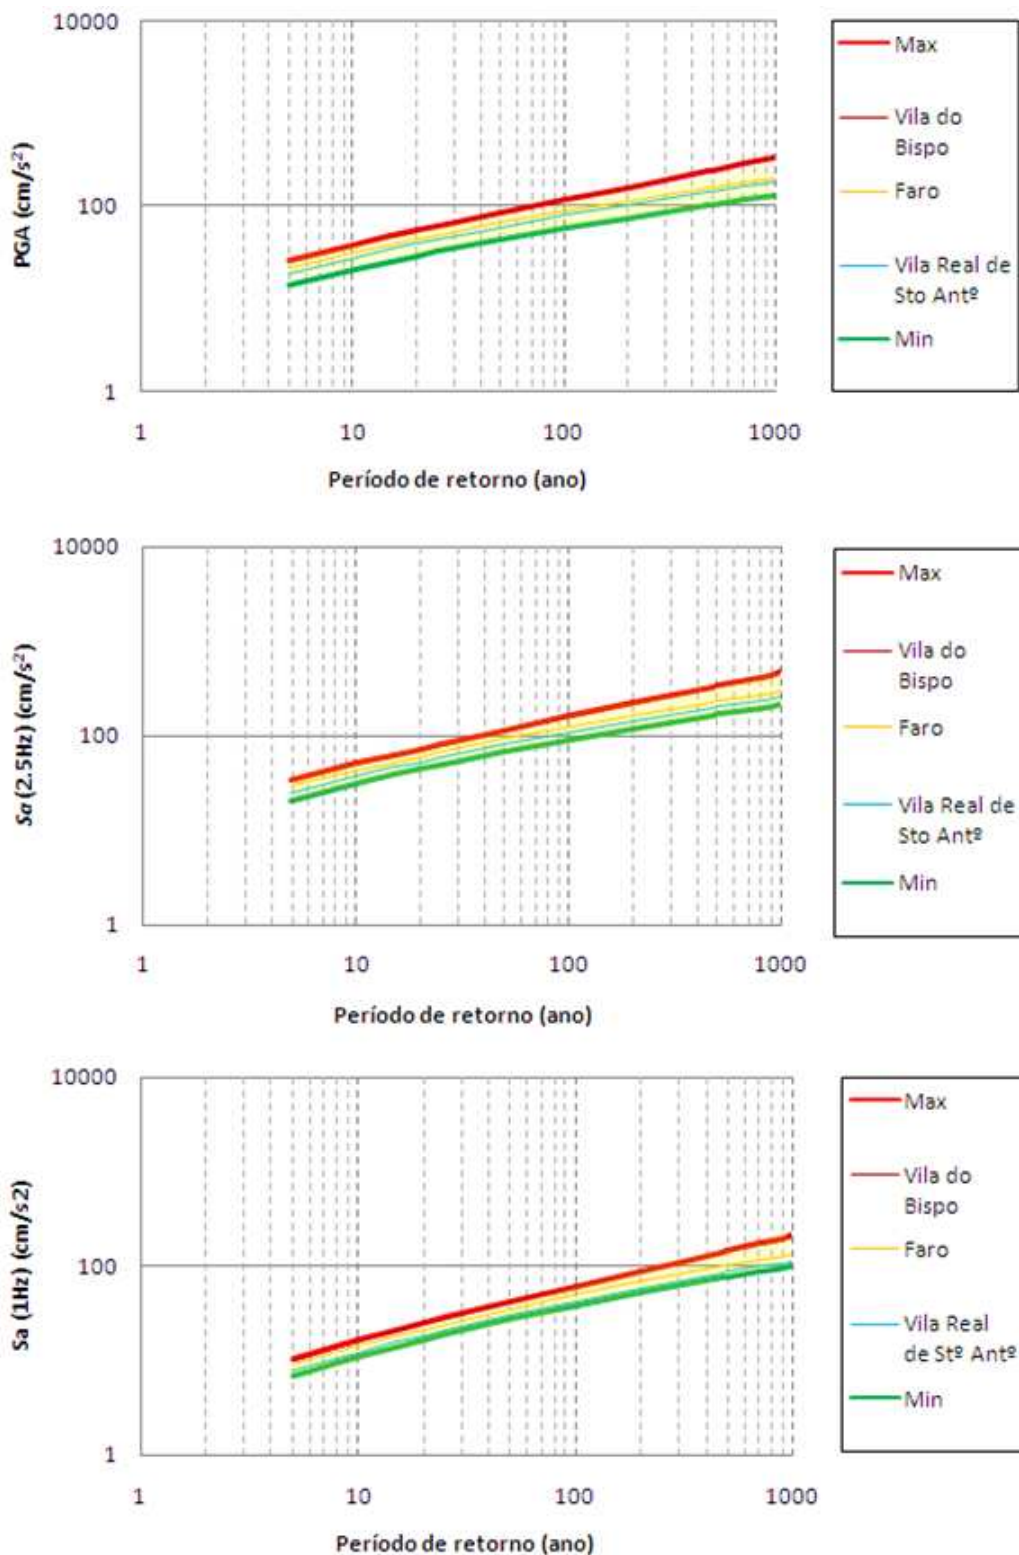 10000
100
1
PGA (cm/s²)
1 10 100 1000
Período de retorno (ano)
Max
Vila do
Bispo
Faro
Vila Real de
Sto Antº
Min
10000
100
1
Sa (2.5Hz) (cm/s²)
1 10 100 1000
Período de retorno (ano)
Max
Vila do
Bispo
Faro
Vila Real de
Sto Antº
Min
10000
100
1
Sa (1Hz) (cm/s2)
1 10 100 1000
Período de retorno (ano)
Max
Vila do
Bispo
Faro
Vila Real
de Stº Antº
Min